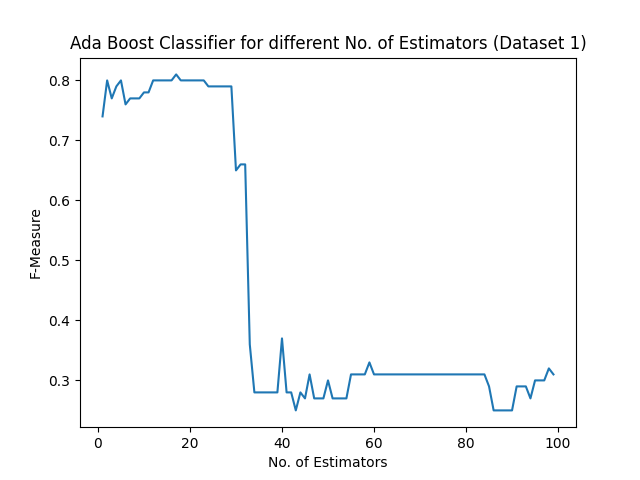 Ada Boost Classifier for different No. of Estimators (Dataset 1)
0.8
0.7
0.6
0.5
0.4
0.3
F-Measure
0 20 40 60 80 100
No. of Estimators